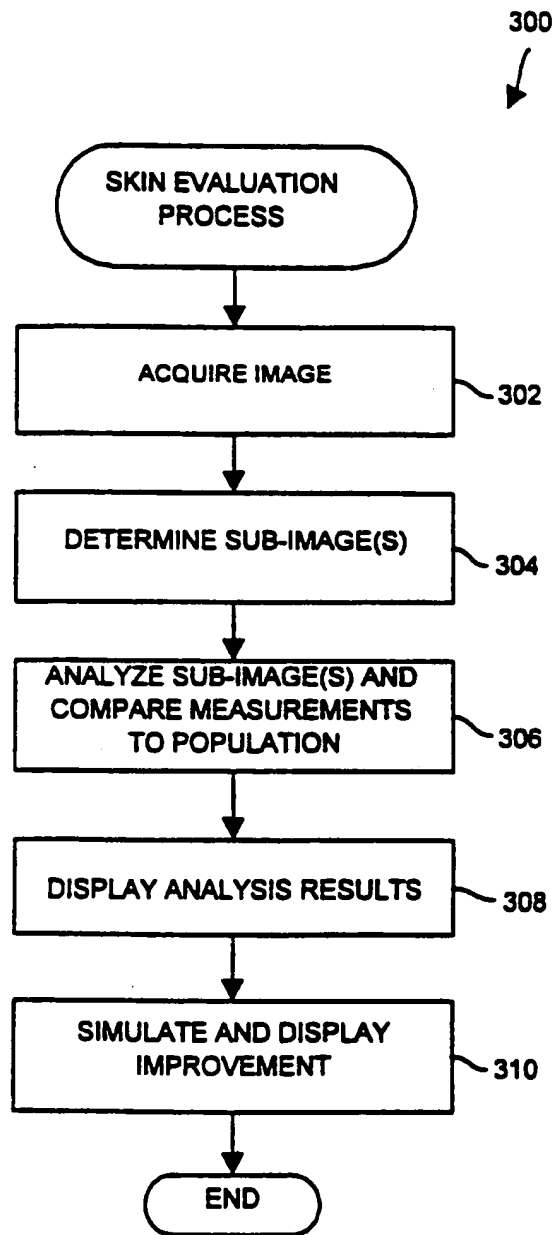 300
SKIN EVALUATION
PROCESS
ACQUIRE IMAGE
302
DETERMINE SUB-IMAGE(S)
304
ANALYZE SUB-IMAGE(S) AND
COMPARE MEASUREMENTS
TO POPULATION
306
DISPLAY ANALYSIS RESULTS
308
SIMULATE AND DISPLAY
IMPROVEMENT
310
END